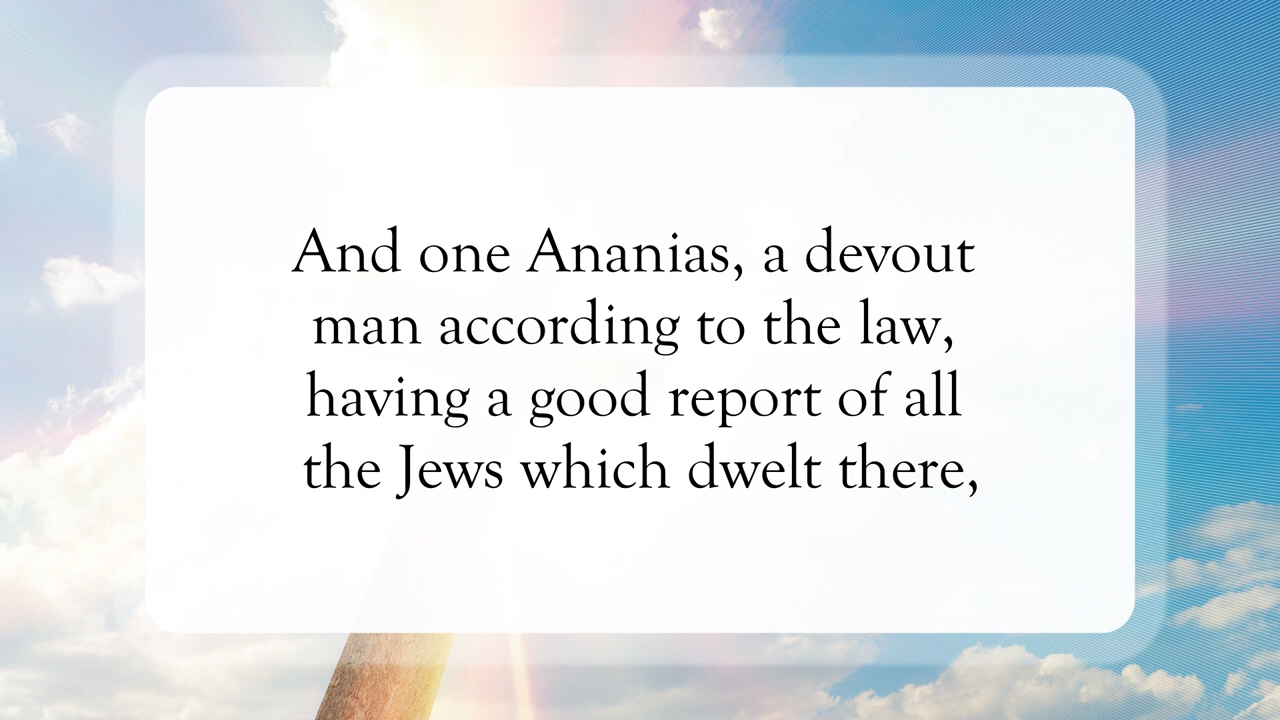 And one Ananias, a devout
man according to the law,
having a good report of all
the Jews which dwelt there,